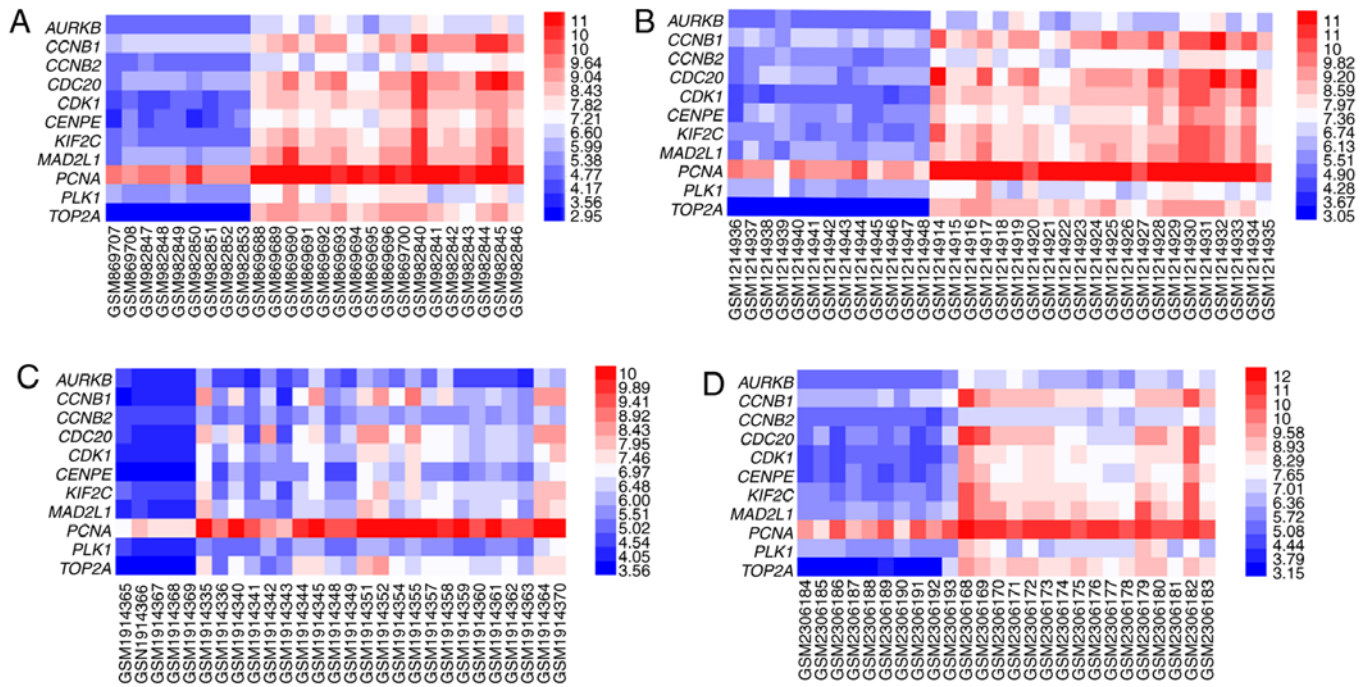 A
AURKB
CCNB1
CCNB2
CDC20
CDK1
CENPE
KIF2C
MAD2L1
PCNA
PLK1
TOP2A
11
10
10
9.64
9.04
8.43
7.82
7.21
6.60
5.99
5.38
4.77
4.17
3.56
2.95
GSM869707
GSM869708
GSM982847
GSM982848
GSM982849
GSM982850
GSM982851
GSM982852
GSM982853
GSM869688
GSM869689
GSM869690
GSM869691
GSM869692
GSM869693
GSM869694
GSM869695
GSM869696
GSM869700
GSM982840
GSM982841
GSM982842
GSM982843
GSM982844
GSM982845
GSM982846
B
AURKB
CCNB1
CCNB2
CDC20
CDK1
CENPE
KIF2C
MAD2L1
PCNA
PLK1
TOP2A
11
11
10
9.82
9.20
8.59
7.97
7.36
6.74
6.13
5.51
4.90
4.28
3.67
3.05
GSM1214936
GSM1214937
GSM1214938
GSM1214939
GSM1214940
GSM1214941
GSM1214942
GSM1214943
GSM1214944
GSM1214945
GSM1214946
GSM1214947
GSM1214948
GSM1214914
GSM1214915
GSM1214916
GSM1214917
GSM1214918
GSM1214919
GSM1214920
GSM1214921
GSM1214922
GSM1214923
GSM1214924
GSM1214925
GSM1214926
GSM1214927
GSM1214928
GSM1214929
GSM1214930
GSM1214931
GSM1214932
GSM1214933
GSM1214934
GSM1214935
C
AURKB
CCNB1
CCNB2
CDC20
CDK1
CENPE
KIF2C
MAD2L1
PCNA
PLK1
TOP2A
10
9.89
9.41
8.92
8.43
7.95
7.46
6.97
6.48
6.00
5.51
5.02
4.54
4.05
3.56
GSM1914365
GSN1914366
GSM1914367
GSM1914368
GSM1914369
GSM1914335
GSM1914336
GSM1914340
GSM1914341
GSM1914342
GSM1914343
GSM1914344
GSM1914345
GSM1914348
GSM1914349
GSM1914351
GSM1914352
GSM1914354
GSM1914355
GSM1914357
GSM1914358
GSM1914359
GSM1914360
GSM1914361
GSM1914362
GSM1914363
GSM1914364
GSM1914370
D
AURKB
CCNB1
CCNB2
CDC20
CDK1
CENPE
KIF2C
MAD2L1
PCNA
PLK1
TOP2A
12
11
10
10
9.58
8.93
8.29
7.65
7.01
6.36
5.72
5.08
4.44
3.79
3.15
GSM2306184
GSM2306185
GSM2306186
GSM2306187
GSM2306188
GSM2306189
GSM2306190
GSM2306191
GSM2306192
GSM2306193
GSM2306168
GSM2306169
GSM2306170
GSM2306171
GSM2306172
GSM2306173
GSM2306174
GSM2306175
GSM2306176
GSM2306177
GSM2306178
GSM2306179
GSM2306180
GSM2306181
GSM2306182
GSM2306183